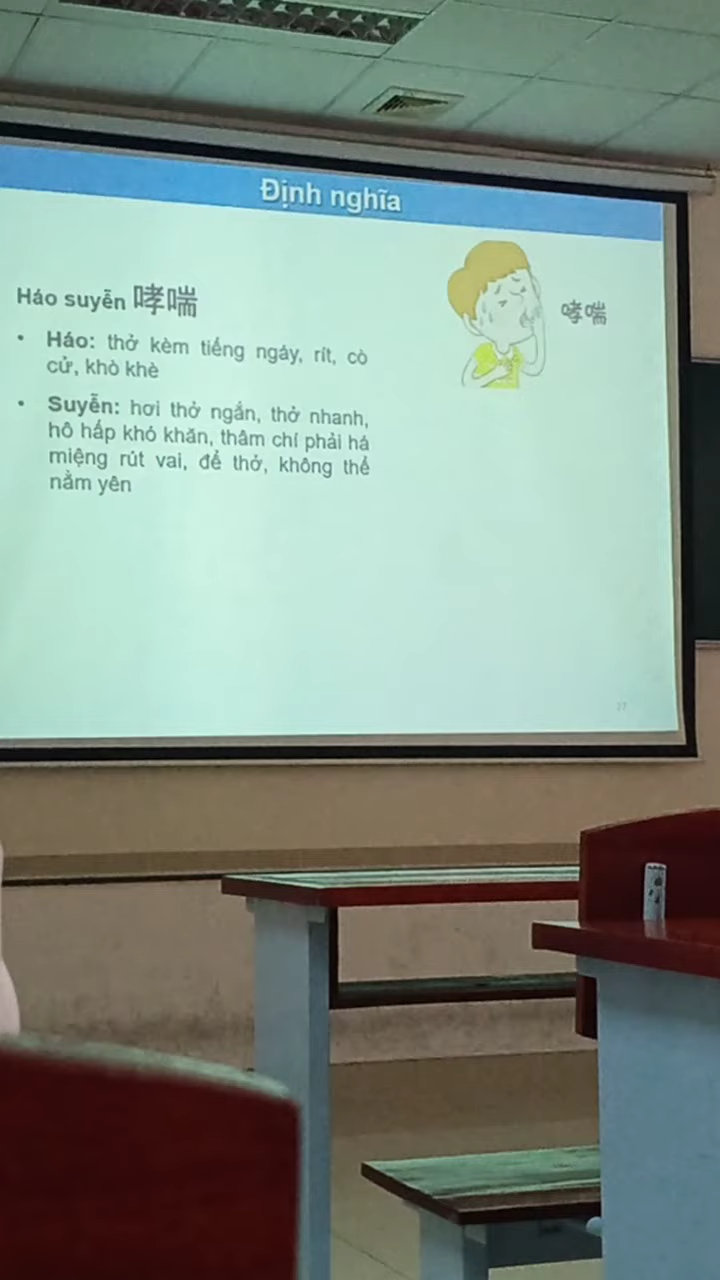 Định nghĩa
Háo suyễn 哮喘
• Háo: thở kèm tiếng ngáy, rít, cò
cử, khò khè
• Suyễn: hơi thở ngắn, thở nhanh,
hô hấp khó khăn, thâm chí phải há
miệng rút vai, để thở, không thể
nằm yên
哮喘